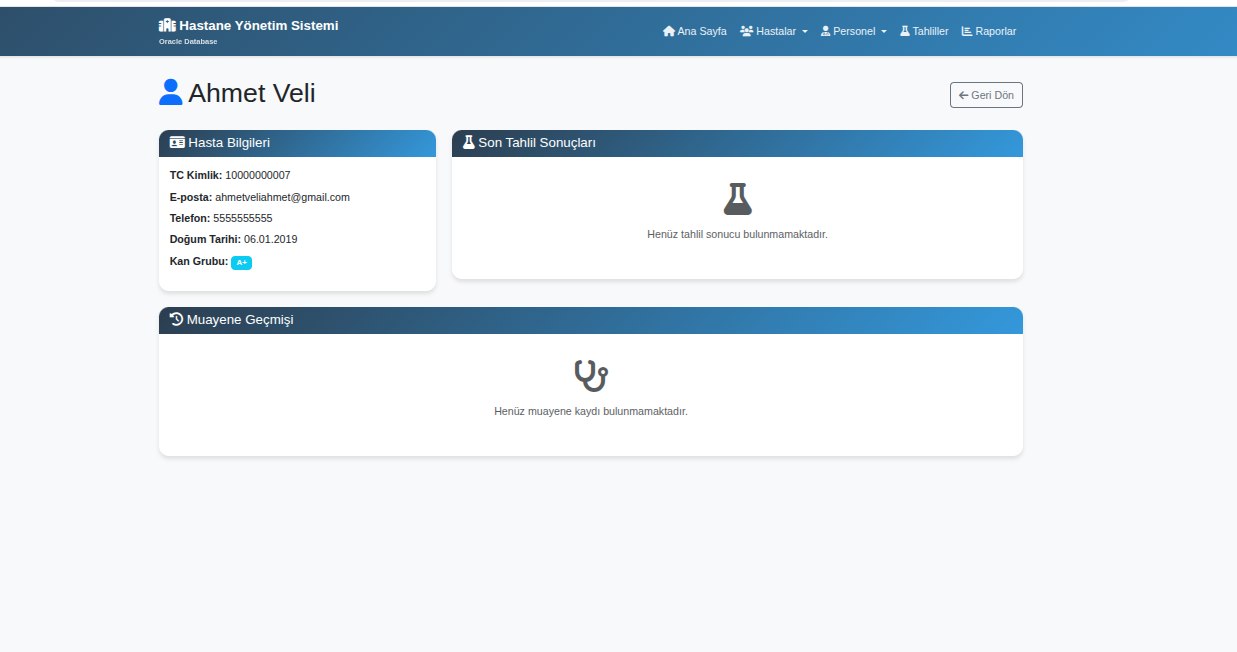 Hastane Yönetim Sistemi
Oracle Database
Ana Sayfa Hastalar Personel Tahliller Raporlar
Ahmet Veli
Geri Dön
Hasta Bilgileri
TC Kimlik: 10000000007
E-posta: ahmetveliahmet@gmail.com
Telefon: 5555555555
Doğum Tarihi: 06.01.2019
Kan Grubu: A+
Son Tahlil Sonuçları
Henüz tahlil sonucu bulunmamaktadır.
Muayene Geçmişi
Henüz muayene kaydı bulunmamaktadır.